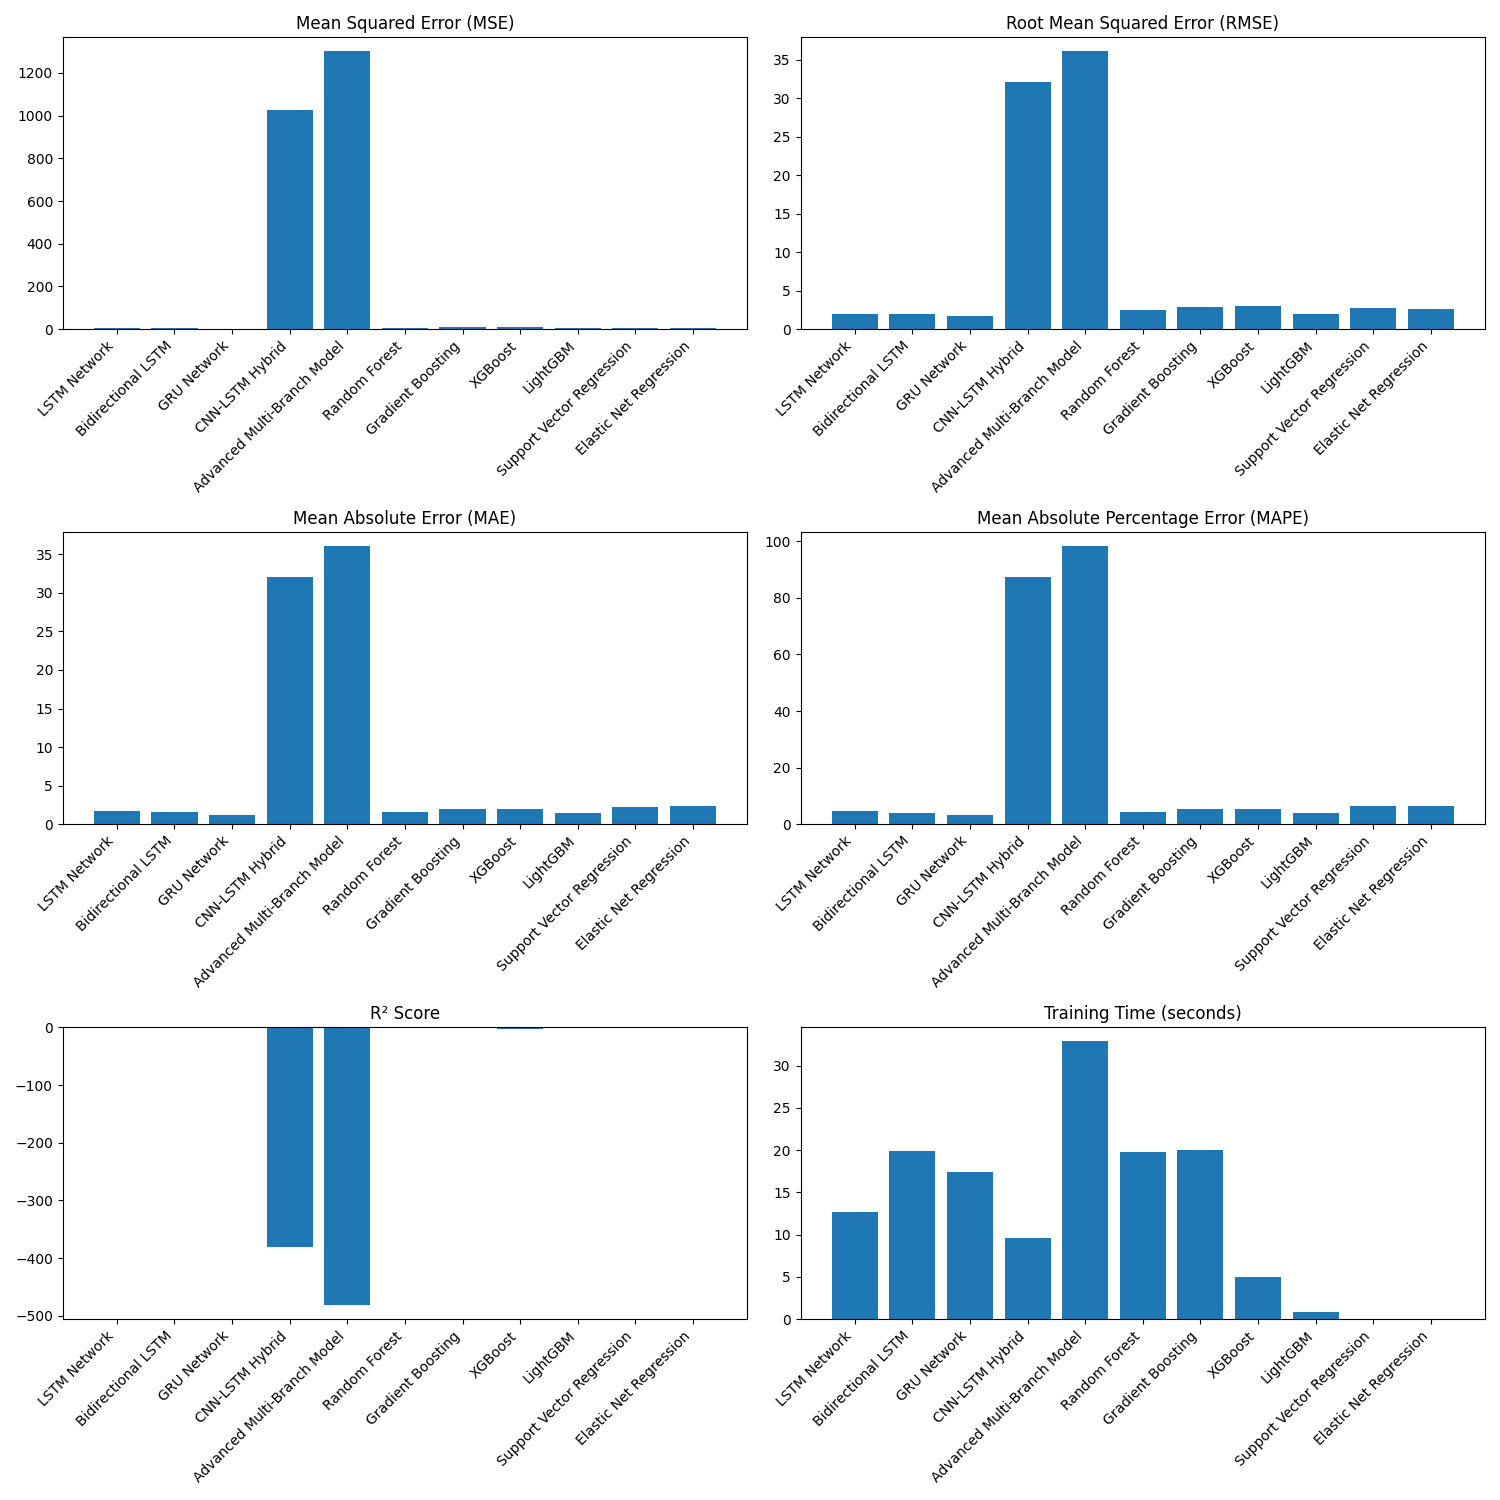 Mean Squared Error (MSE)
1200
1000
800
600
400
200
0
LSTM Network
Bidirectional LSTM
GRU Network
CNN-LSTM Hybrid
Advanced Multi-Branch Model
Random Forest
Gradient Boosting
XGBoost
LightGBM
Support Vector Regression
Elastic Net Regression
Root Mean Squared Error (RMSE)
35
30
25
20
15
10
5
0
LSTM Network
Bidirectional LSTM
GRU Network
CNN-LSTM Hybrid
Advanced Multi-Branch Model
Random Forest
Gradient Boosting
XGBoost
LightGBM
Support Vector Regression
Elastic Net Regression
Mean Absolute Error (MAE)
35
30
25
20
15
10
5
0
LSTM Network
Bidirectional LSTM
GRU Network
CNN-LSTM Hybrid
Advanced Multi-Branch Model
Random Forest
Gradient Boosting
XGBoost
LightGBM
Support Vector Regression
Elastic Net Regression
Mean Absolute Percentage Error (MAPE)
100
80
60
40
20
0
LSTM Network
Bidirectional LSTM
GRU Network
CNN-LSTM Hybrid
Advanced Multi-Branch Model
Random Forest
Gradient Boosting
XGBoost
LightGBM
Support Vector Regression
Elastic Net Regression
R² Score
0
−100
−200
−300
−400
−500
LSTM Network
Bidirectional LSTM
GRU Network
CNN-LSTM Hybrid
Advanced Multi-Branch Model
Random Forest
Gradient Boosting
XGBoost
LightGBM
Support Vector Regression
Elastic Net Regression
Training Time (seconds)
30
25
20
15
10
5
0
LSTM Network
Bidirectional LSTM
GRU Network
CNN-LSTM Hybrid
Advanced Multi-Branch Model
Random Forest
Gradient Boosting
XGBoost
LightGBM
Support Vector Regression
Elastic Net Regression